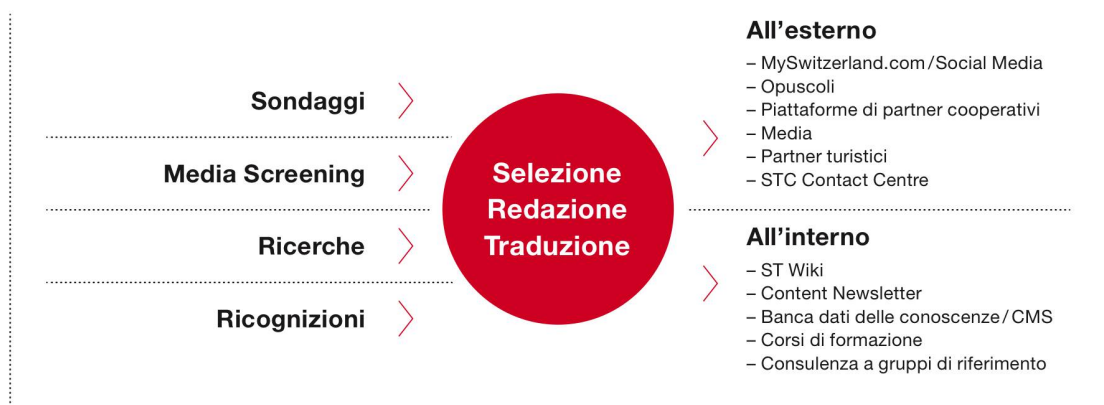 Sondaggi
Media Screening
Ricerche
Ricognizioni
Selezione
Redazione
Traduzione
All’esterno
– MySwitzerland.com/Social Media
– Opuscoli
– Piattaforme di partner cooperativi
– Media
– Partner turistici
– STC Contact Centre
All’interno
– ST Wiki
– Content Newsletter
– Banca dati delle conoscenze/CMS
– Corsi di formazione
– Consulenza a gruppi di riferimento